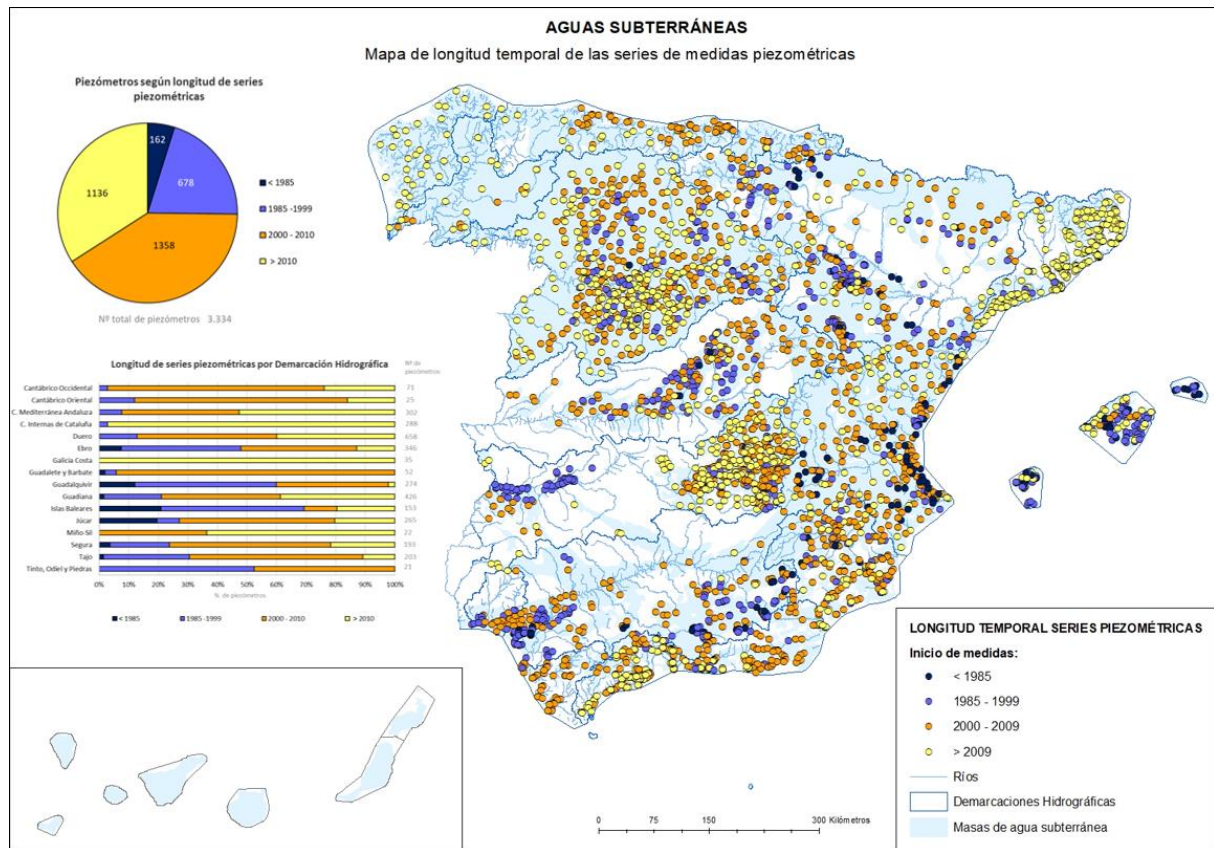 AGUAS SUBTERRÁNEAS
Mapa de longitud temporal de las series de medidas piezométricas
Piezómetros según longitud de series
piezométricas
162
678
1136
1358
< 1985
1985 -1999
2000 - 2010
> 2010
Nº total de piezómetros 3.334
Longitud de series piezométricas por Demarcación Hidrográfica
Nº de
piezómetros
Cantábrico Occidental 71
Cantábrico Oriental 25
C. Mediterránea Andaluza 302
C. Internas de Cataluña 288
Duero 658
Ebro 346
Galicia Costa 35
Guadalete y Barbate 52
Guadalquivir 274
Guadiana 426
Islas Baleares 153
Júcar 265
Miño-Sil 22
Segura 193
Tajo 203
Tinto, Odiel y Piedras 21
0% 10% 20% 30% 40% 50% 60% 70% 80% 90% 100%
% de piezómetros
< 1985 1985 -1999 2000 - 2010 > 2010
LONGITUD TEMPORAL SERIES PIEZOMÉTRICAS
Inicio de medidas:
< 1985
1985 - 1999
2000 - 2009
> 2009
Ríos
Demarcaciones Hidrográficas
Masas de agua subterránea
0 75 150 300 Kilómetros